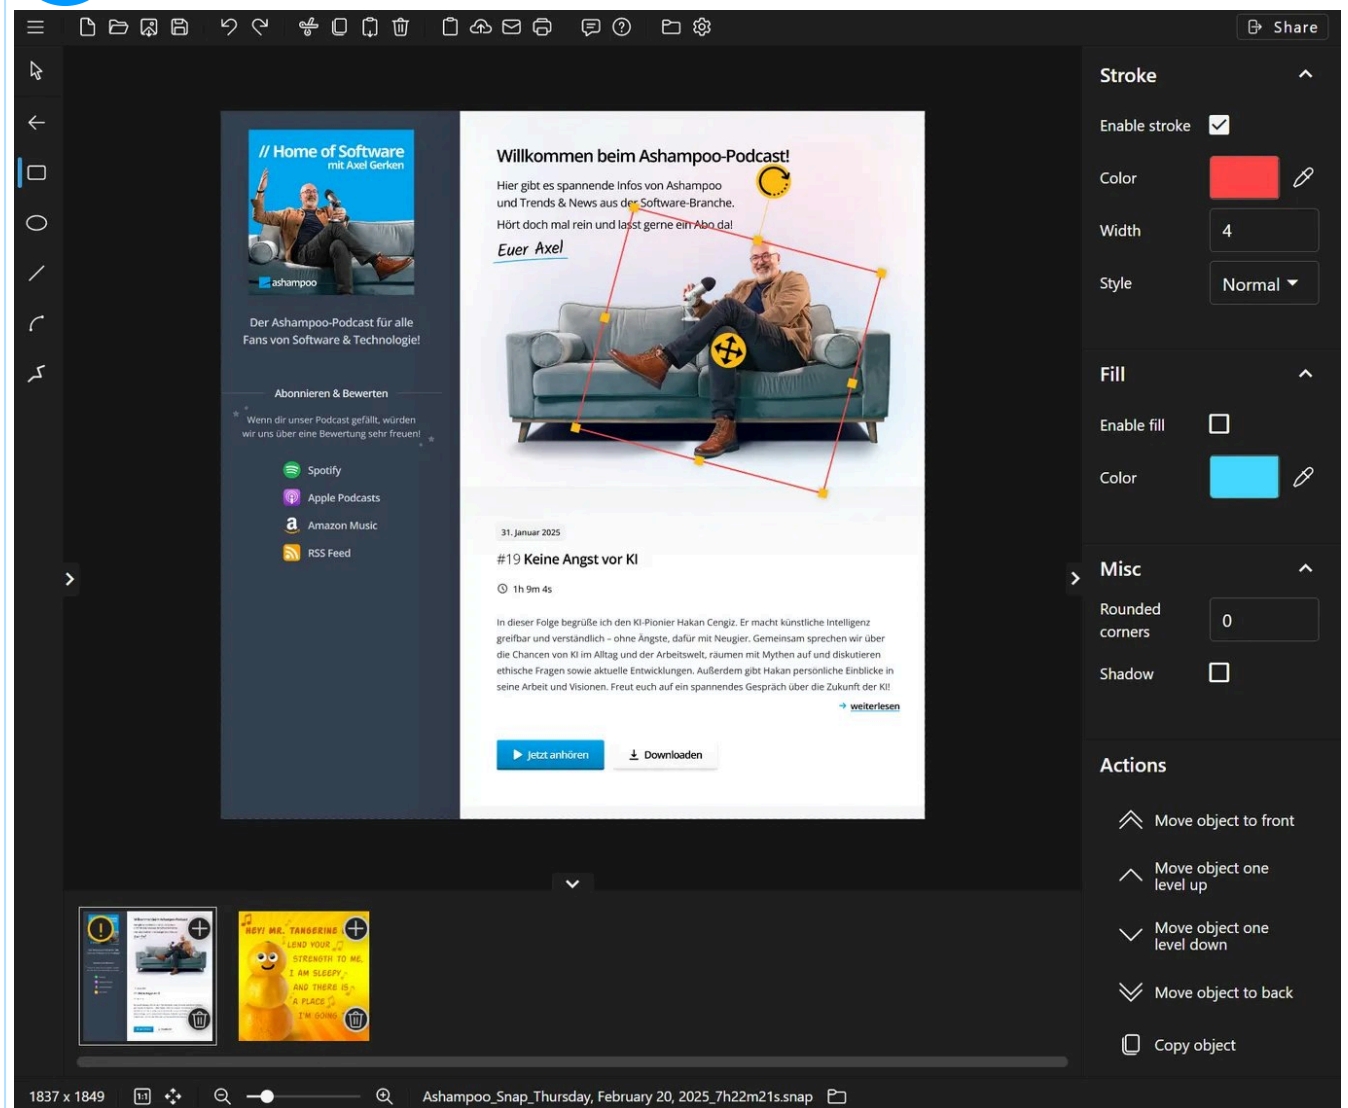 Share
// Home of Software
mit Axel Gerken
ashampoo
Der Ashampoo-Podcast für alle
Fans von Software & Technologie!
Abonnieren & Bewerten
Wenn dir unser Podcast gefällt, würden
wir uns über eine Bewertung sehr freuen!
Spotify
Apple Podcasts
Amazon Music
RSS Feed
Willkommen beim Ashampoo-Podcast!
Hier gibt es spannende Infos von Ashampoo
und Trends & News aus der Software-Branche.
Hört doch mal rein und lasst gerne ein Abo da!
Euer Axel
31. Januar 2025
#19 Keine Angst vor KI
1h 9m 4s
In dieser Folge begrüße ich den KI-Pionier Hakan Cengiz. Er macht künstliche Intelligenz
greifbar und verständlich – ohne Ängste, dafür mit Neugier. Gemeinsam sprechen wir über
die Chancen von KI im Alltag und der Arbeitswelt, räumen mit Mythen auf und diskutieren
ethische Fragen sowie aktuelle Entwicklungen. Außerdem gibt Hakan persönliche Einblicke in
seine Arbeit und Visionen. Freut euch auf ein spannendes Gespräch über die Zukunft der KI!
weiterlesen
Jetzt anhören
Downloaden
Stroke
Enable stroke
Color
Width 4
Style Normal
Fill
Enable fill
Color
Misc
Rounded
corners 0
Shadow
Actions
Move object to front
Move object one
level up
Move object one
level down
Move object to back
Copy object
HEY! MR. TANGERINE
LEND YOUR
STRENGTH TO ME,
I AM SLEEPY
AND THERE IS
A PLACE
I'M GOING
1837 x 1849
1:1
Ashampoo_Snap_Thursday, February 20, 2025_7h22m21s.snap